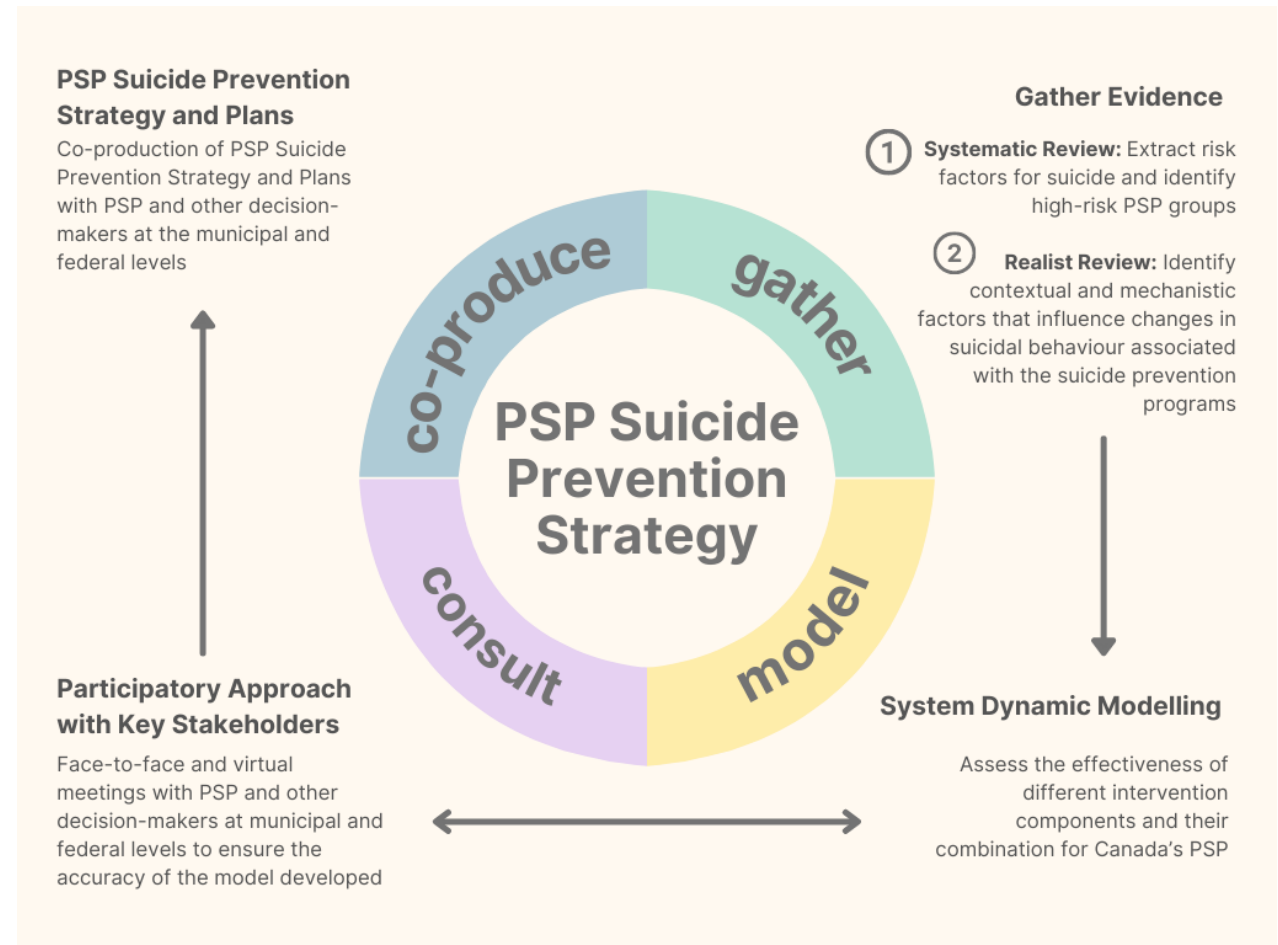 PSP Suicide Prevention
Strategy and Plans
Co-production of PSP Suicide
Prevention Strategy and Plans
with PSP and other decision-
makers at the municipal and
federal levels
Gather Evidence
1
Systematic Review: Extract risk
factors for suicide and identify
high-risk PSP groups
2
Realist Review: Identify
contextual and mechanistic
factors that influence changes in
suicidal behaviour associated
with the suicide prevention
programs
co-produce
gather
PSP Suicide
Prevention
Strategy
consult
model
Participatory Approach
with Key Stakeholders
Face-to-face and virtual
meetings with PSP and other
decision-makers at municipal and
federal levels to ensure the
accuracy of the model developed
System Dynamic Modelling
Assess the effectiveness of
different intervention
components and their
combination for Canada's PSP